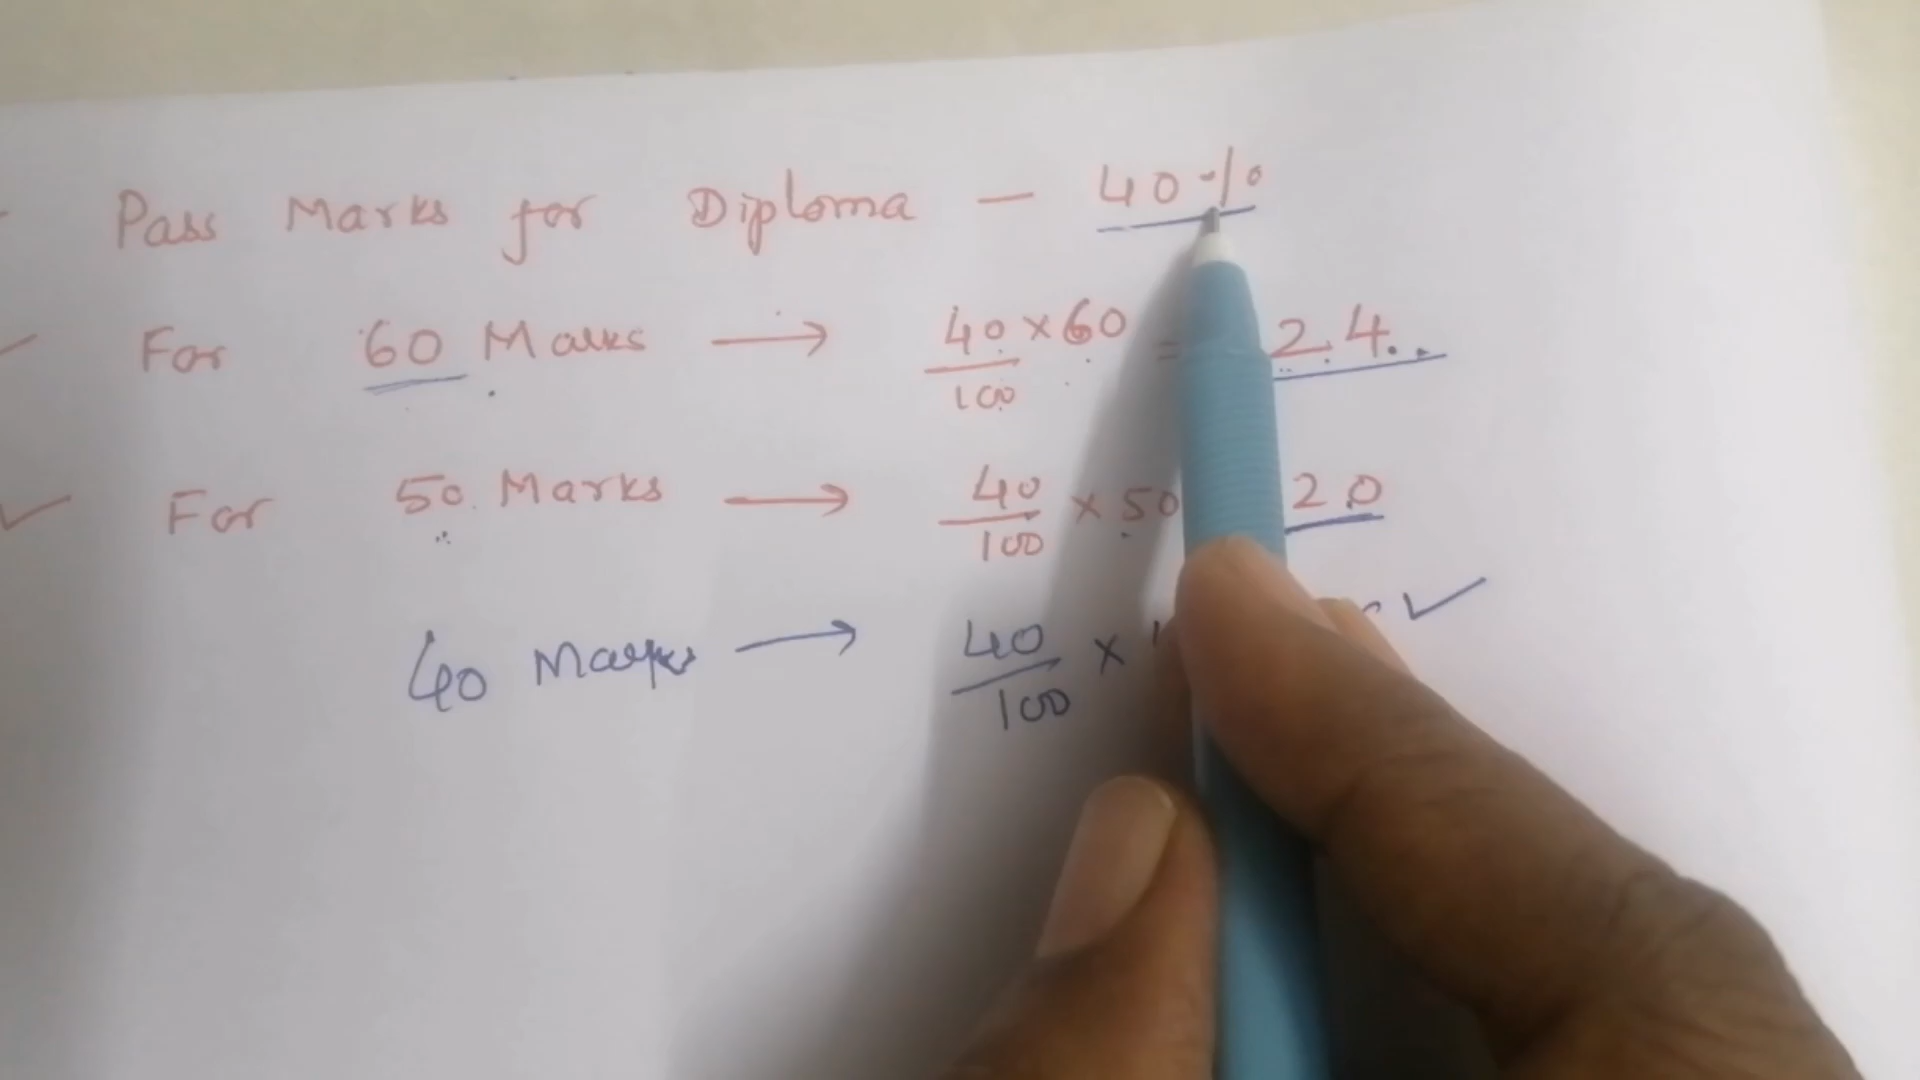 Pass Marks for Diploma — 40%
✓ For 60 Marks → 40/100 × 60 = 24
✓ For 50 Marks → 40/100 × 50 20
40 Marks → 40/100 × ✓